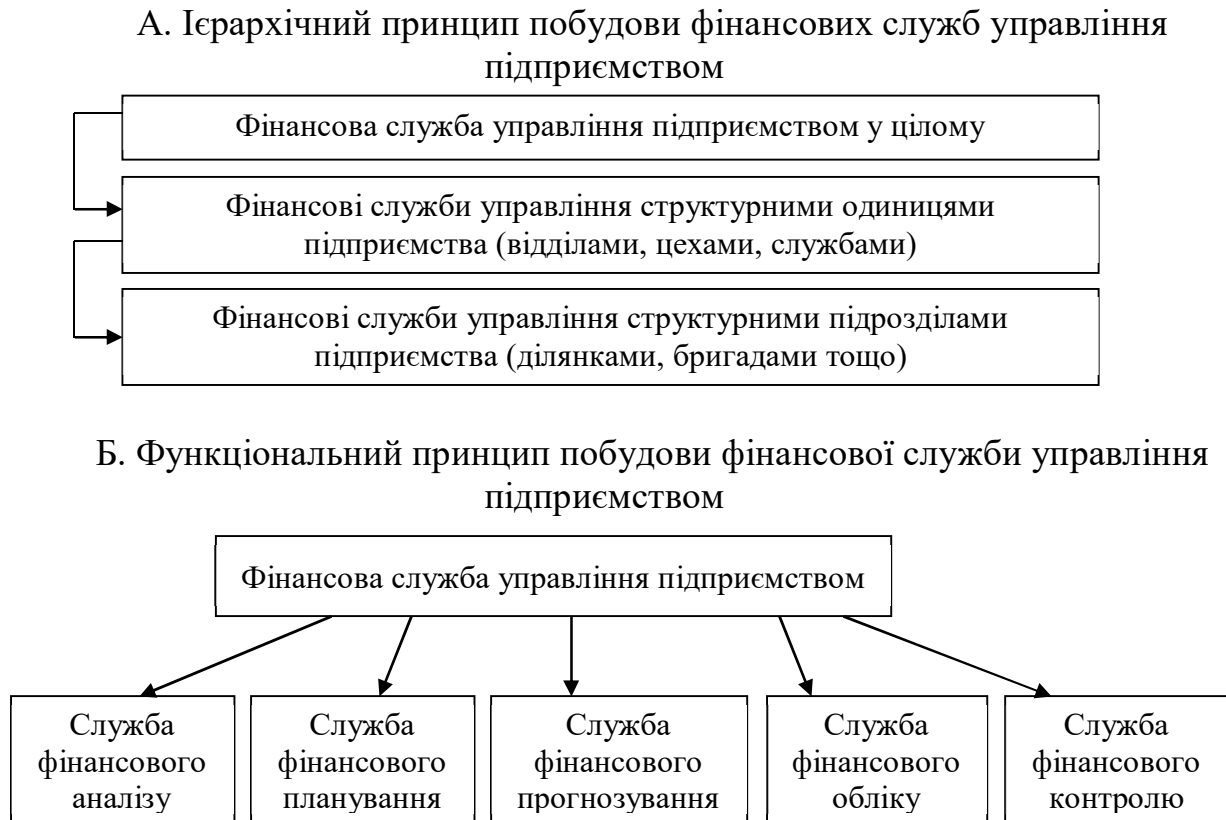 А. Ієрархічний принцип побудови фінансових служб управління
підприємством
Фінансова служба управління підприємством у цілому
Фінансові служби управління структурними одиницями
підприємства (відділами, цехами, службами)
Фінансові служби управління структурними підрозділами
підприємства (ділянками, бригадами тощо)
Б. Функціональний принцип побудови фінансової служби управління
підприємством
Фінансова служба управління підприємством
Служба
фінансового
аналізу
Служба
фінансового
планування
Служба
фінансового
прогнозування
Служба
фінансового
обліку
Служба
фінансового
контролю